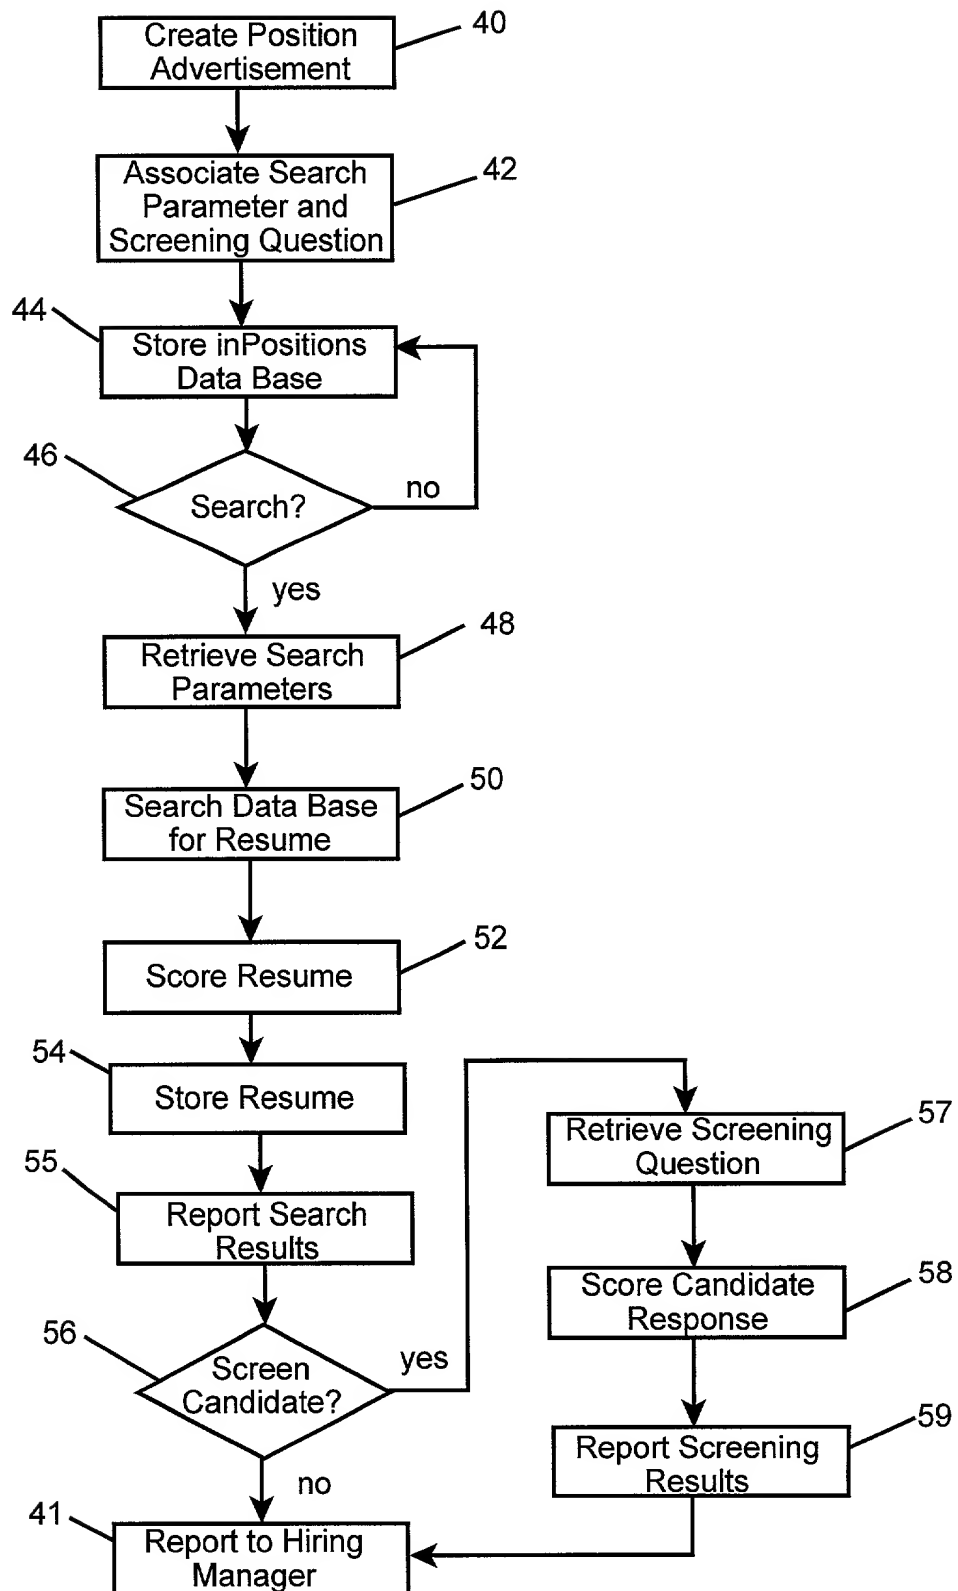 Create Position
Advertisement
40
Associate Search
Parameter and
Screening Question
42
44
Store inPositions
Data Base
46
Search?
no
yes
Retrieve Search
Parameters
48
Search Data Base
for Resume
50
Score Resume
52
54
Store Resume
55
Report Search
Results
56
Screen
Candidate?
yes
no
Retrieve Screening
Question
57
Score Candidate
Response
58
Report Screening
Results
59
41
Report to Hiring
Manager